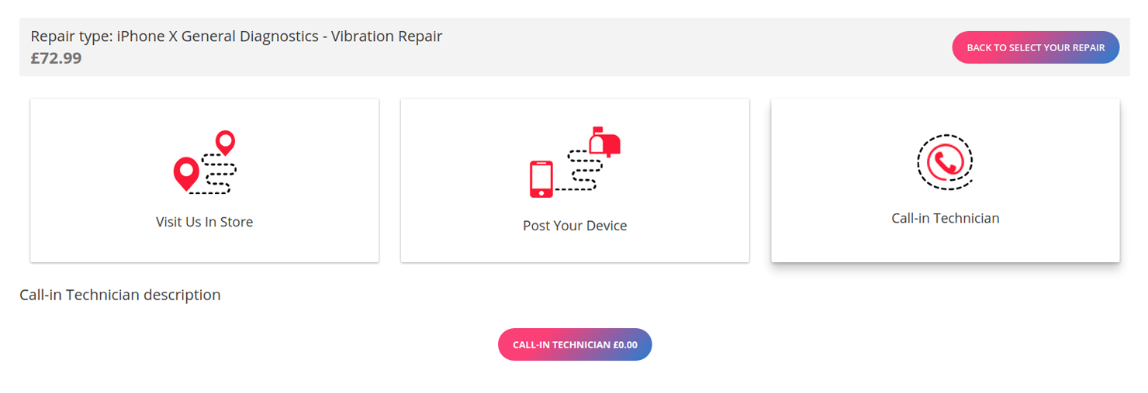 Repair type: iPhone X General Diagnostics - Vibration Repair
£72.99
BACK TO SELECT YOUR REPAIR
Visit Us In Store
Post Your Device
Call-in Technician
Call-in Technician description
CALL-IN TECHNICIAN £0.00